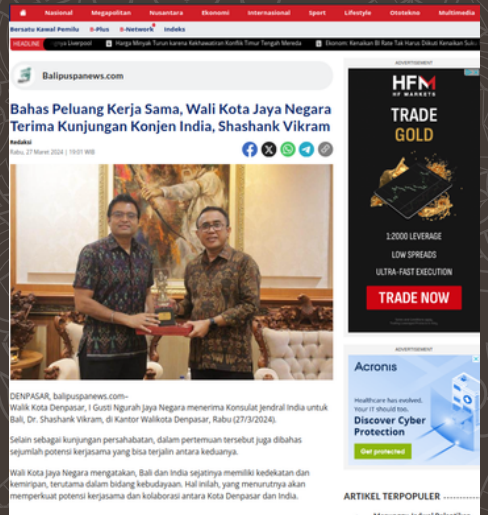 Nasional Megapolitan Nusantara Ekonomi Internasional Sport Lifestyle Ototekno Multimedia
Bersatu Kawal Pemilu B-Plus B-Network Indeks
HEADLINE Liverpool Harga Minyak Turun karena Kekhawatiran Konflik Timur Tengah Mereda Ekonom: Kenaikan BI Rate Tak Harus Diikuti Kenaikan
Balipuspanews.com
Bahas Peluang Kerja Sama, Wali Kota Jaya Negara
Terima Kunjungan Konjen India, Shashank Vikram
Redaksi
Rabu, 27 Maret 2024 | 19:01 WIB
DENPASAR, balipuspanews.com–
Walik Kota Denpasar, I Gusti Ngurah Jaya Negara menerima Konsulat Jendral India untuk
Bali, Dr. Shashank Vikram, di Kantor Walikota Denpasar, Rabu (27/3/2024).
Selain sebagai kunjungan persahabatan, dalam pertemuan tersebut juga dibahas
sejumlah potensi kerjasama yang bisa terjalin antara keduanya.
Wali Kota Jaya Negara mengatakan, Bali dan India sejatinya memiliki kedekatan dan
kemiripan, terutama dalam bidang kebudayaan. Hal inilah, yang menurutnya akan
memperkuat potensi kerjasama dan kolaborasi antara Kota Denpasar dan India.
ADVERTISEMENT
HFM
HF MARKETS
TRADE
GOLD
1:2000 LEVERAGE
LOW SPREADS
ULTRA-FAST EXECUTION
TRADE NOW
ADVERTISEMENT
Acronis
Healthcare has evolved.
Your IT should too.
Discover Cyber
Protection
Get protected
ARTIKEL TERPOPULER